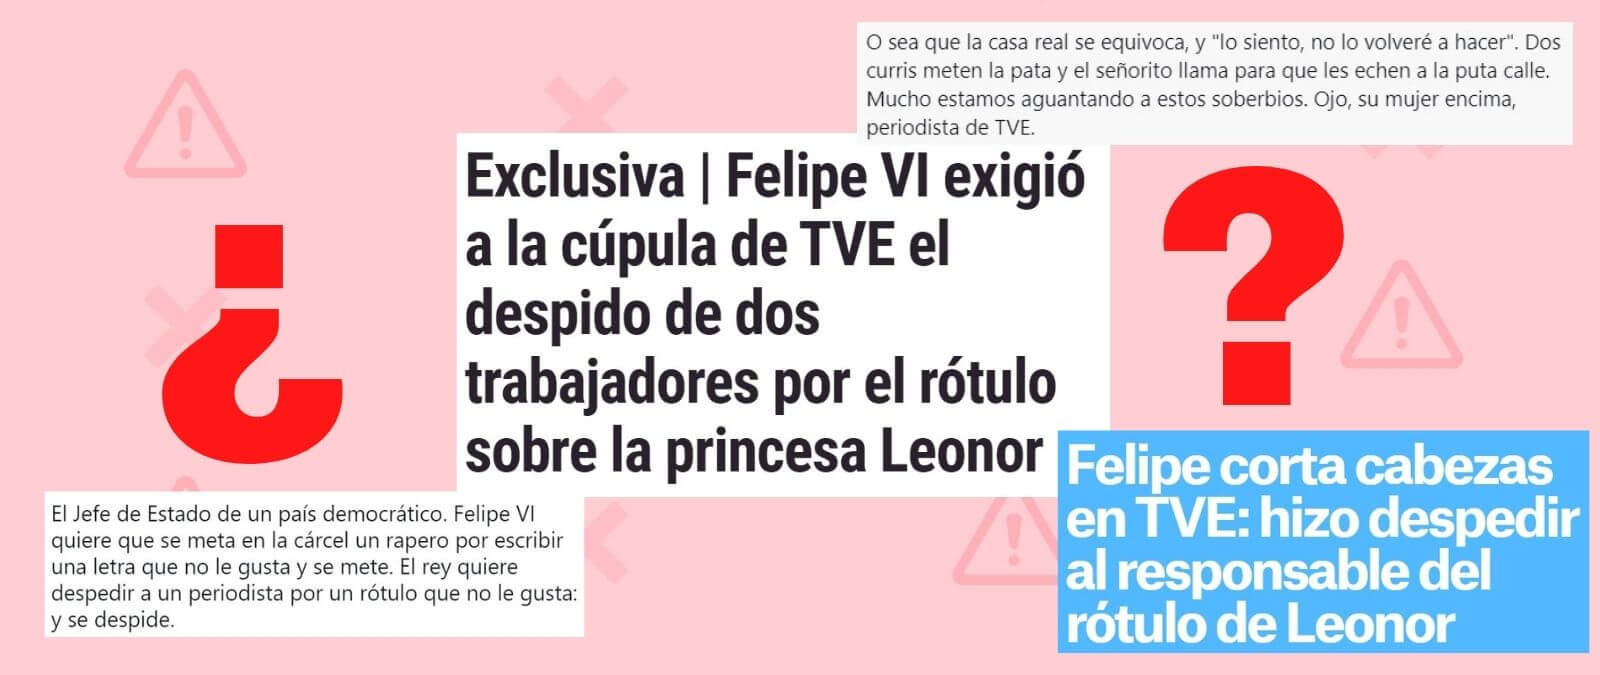 O sea que la casa real se equivoca, y "lo siento, no lo volveré a hacer". Dos
curris meten la pata y el señorito llama para que les echen a la puta calle.
Mucho estamos aguantando a estos soberbios. Ojo, su mujer encima,
periodista de TVE.
¿
Exclusiva | Felipe VI exigió
a la cúpula de TVE el
despido de dos
trabajadores por el rótulo
sobre la princesa Leonor
?
El Jefe de Estado de un país democrático. Felipe VI
quiere que se meta en la cárcel un rapero por escribir
una letra que no le gusta y se mete. El rey quiere
despedir a un periodista por un rótulo que no le gusta:
y se despide.
Felipe corta cabezas
en TVE: hizo despedir
al responsable del
rótulo de Leonor